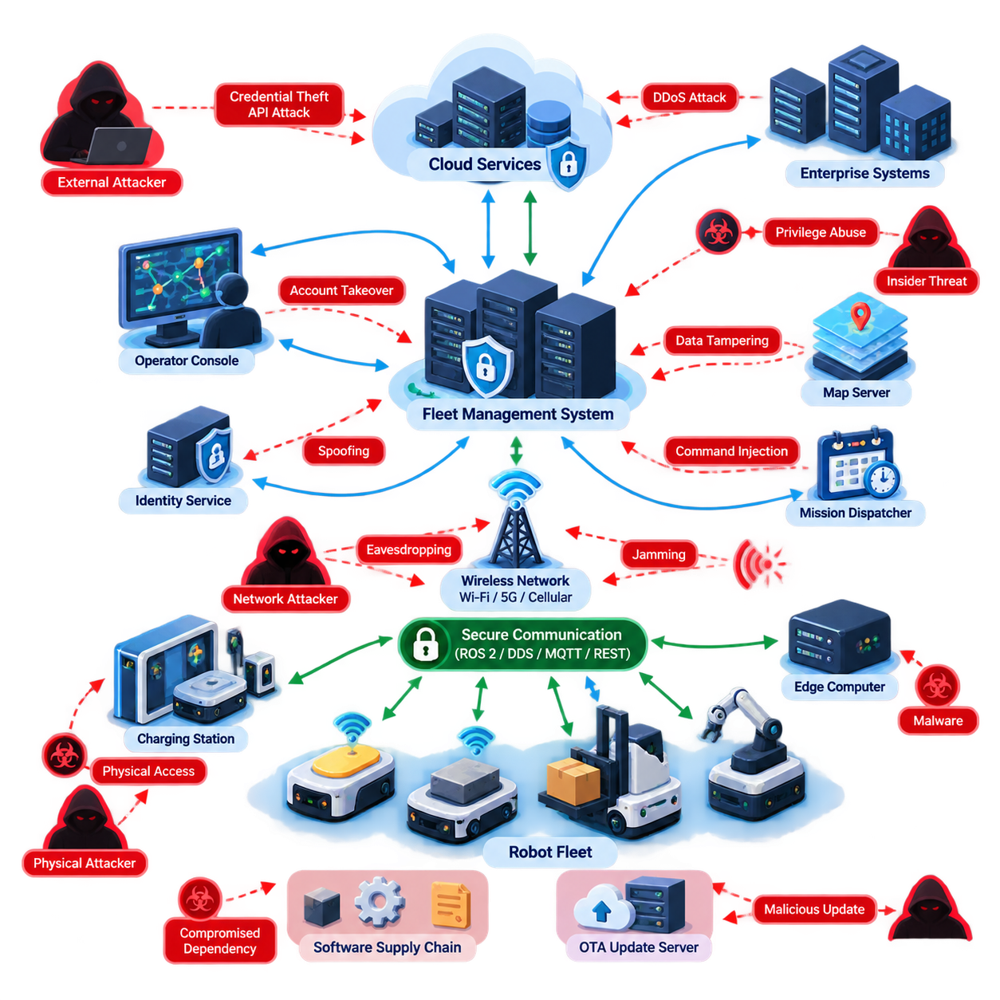 Credential Theft
API Attack
DDoS Attack
External Attacker
Cloud Services
Enterprise Systems
Privilege Abuse
Insider Threat
Account Takeover
Operator Console
Data Tampering
Map Server
Fleet Management System
Spoofing
Identity Service
Command Injection
Mission Dispatcher
Eavesdropping
Jamming
Network Attacker
Wireless Network
Wi-Fi / 5G / Cellular
Secure Communication
(ROS 2 / DDS / MQTT / REST)
Edge Computer
Malware
Charging Station
Physical Access
Physical Attacker
Robot Fleet
Compromised
Dependency
Software Supply Chain
OTA Update Server
Malicious Update